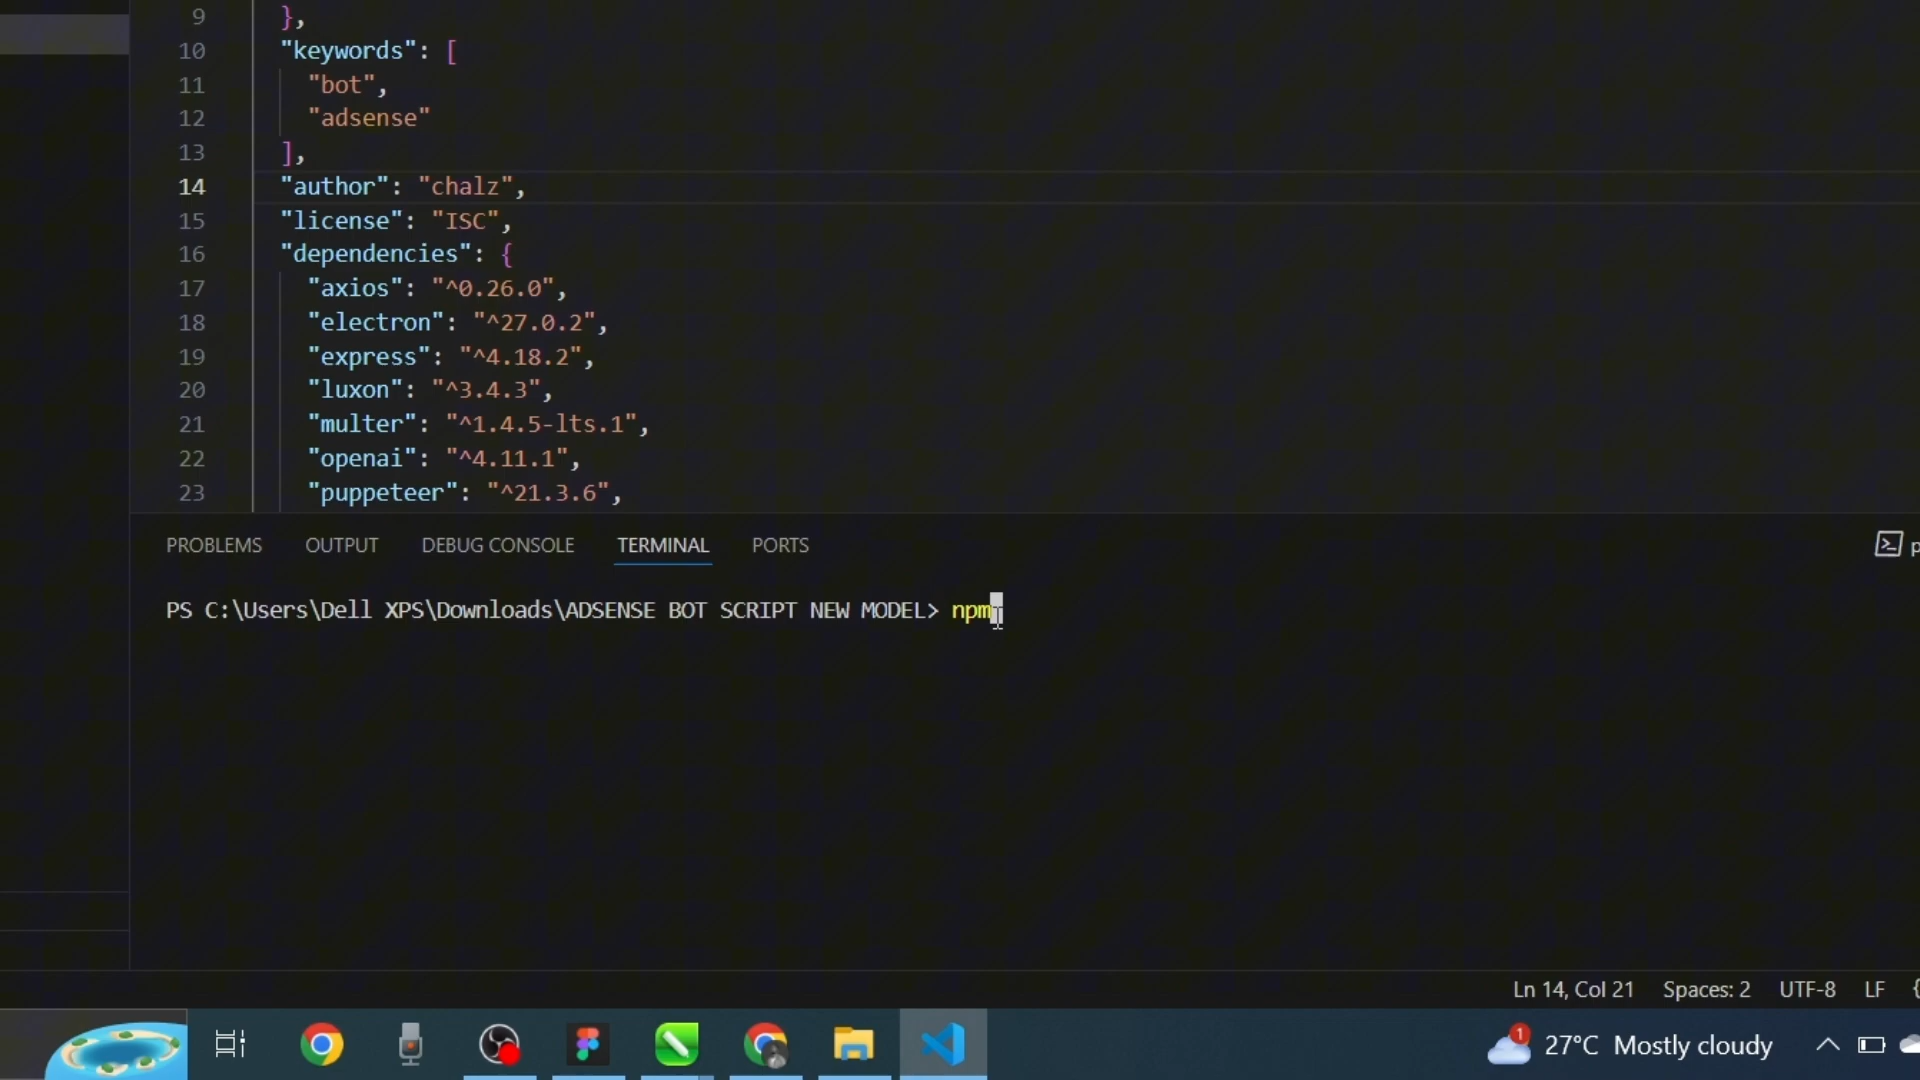 9 },
10 "keywords": [
11 "bot",
12 "adsense"
13 ],
14 "author": "chalz",
15 "license": "ISC",
16 "dependencies": {
17 "axios": "^0.26.0",
18 "electron": "^27.0.2",
19 "express": "^4.18.2",
20 "luxon": "^3.4.3",
21 "multer": "^1.4.5-lts.1",
22 "openai": "^4.11.1",
23 "puppeteer": "^21.3.6",
PROBLEMS OUTPUT DEBUG CONSOLE TERMINAL PORTS
PS C:\Users\Dell XPS\Downloads\ADSENSE BOT SCRIPT NEW MODEL> npm
Ln 14, Col 21 Spaces: 2 UTF-8 LF {
1 27°C Mostly cloudy